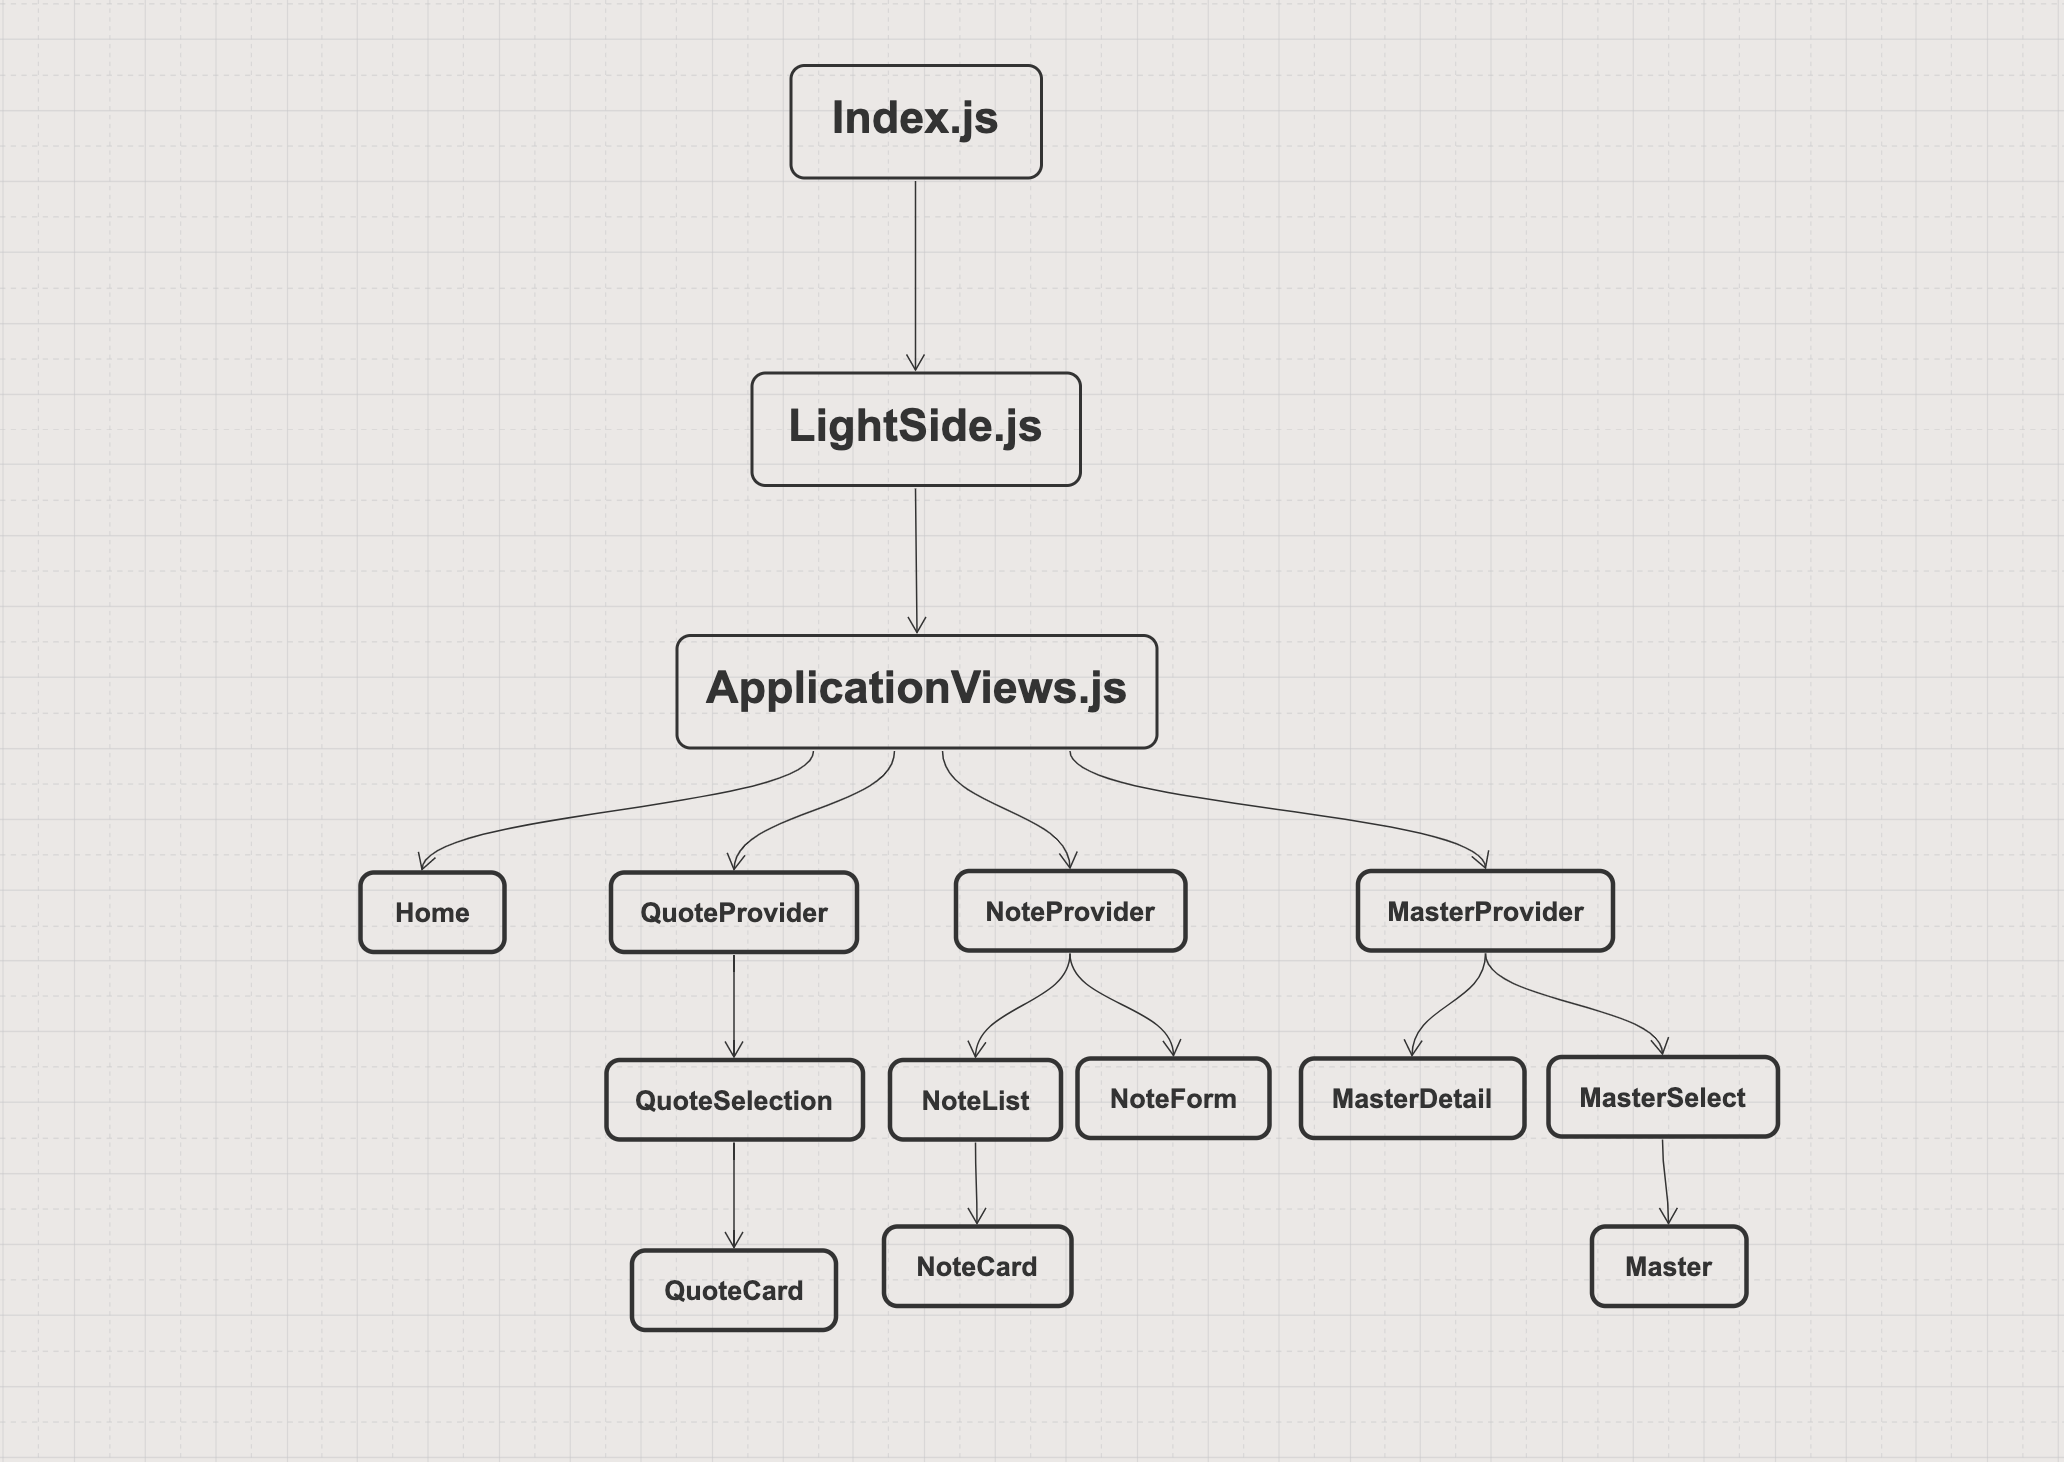 Index.js
LightSide.js
ApplicationViews.js
Home
QuoteProvider
NoteProvider
MasterProvider
QuoteSelection
NoteList
NoteForm
MasterDetail
MasterSelect
QuoteCard
NoteCard
Master